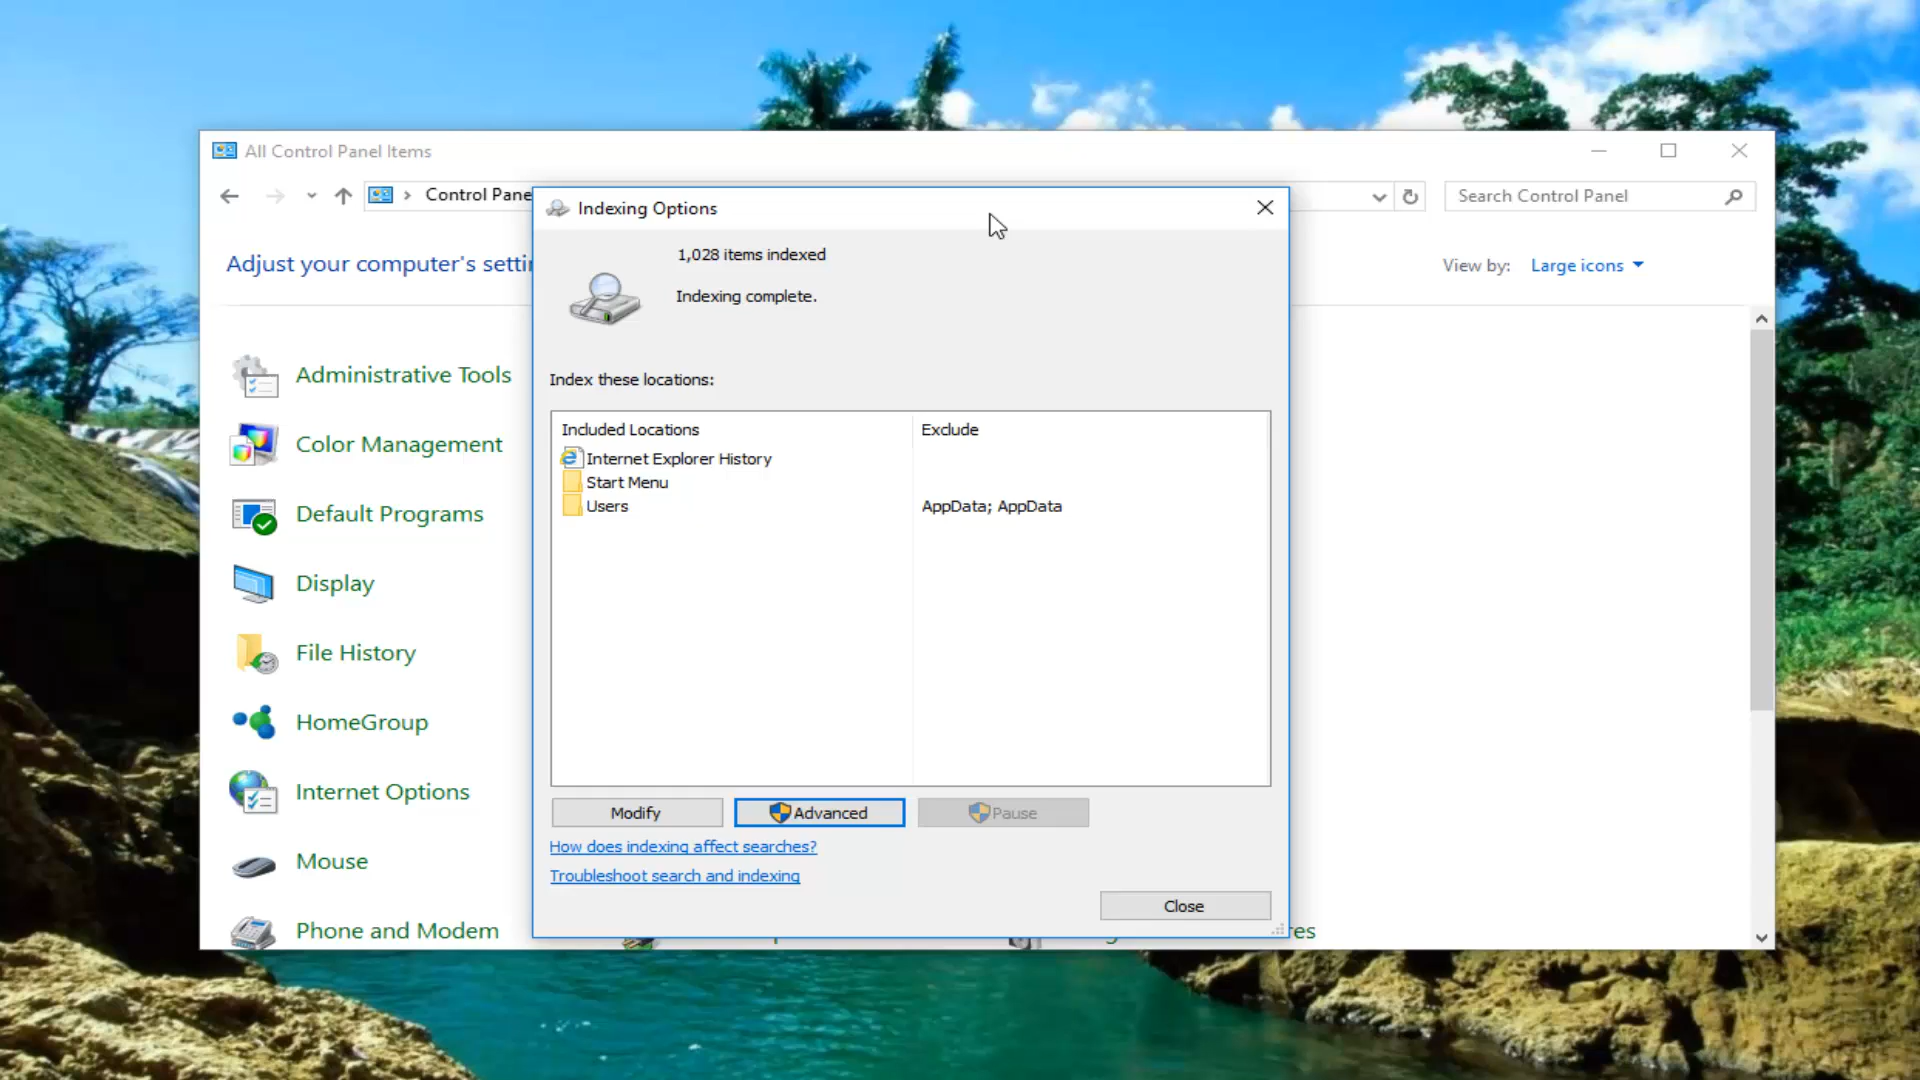 All Control Panel Items
Control Pane
Search Control Panel
Indexing Options
Adjust your computer's setti
View by: Large icons
1,028 items indexed
Indexing complete.
Index these locations:
Included Locations Exclude
Internet Explorer History
Start Menu
Users AppData; AppData
Administrative Tools
Color Management
Default Programs
Display
File History
HomeGroup
Internet Options
Mouse
Phone and Modem
Modify Advanced Pause
How does indexing affect searches?
Troubleshoot search and indexing
Close
res